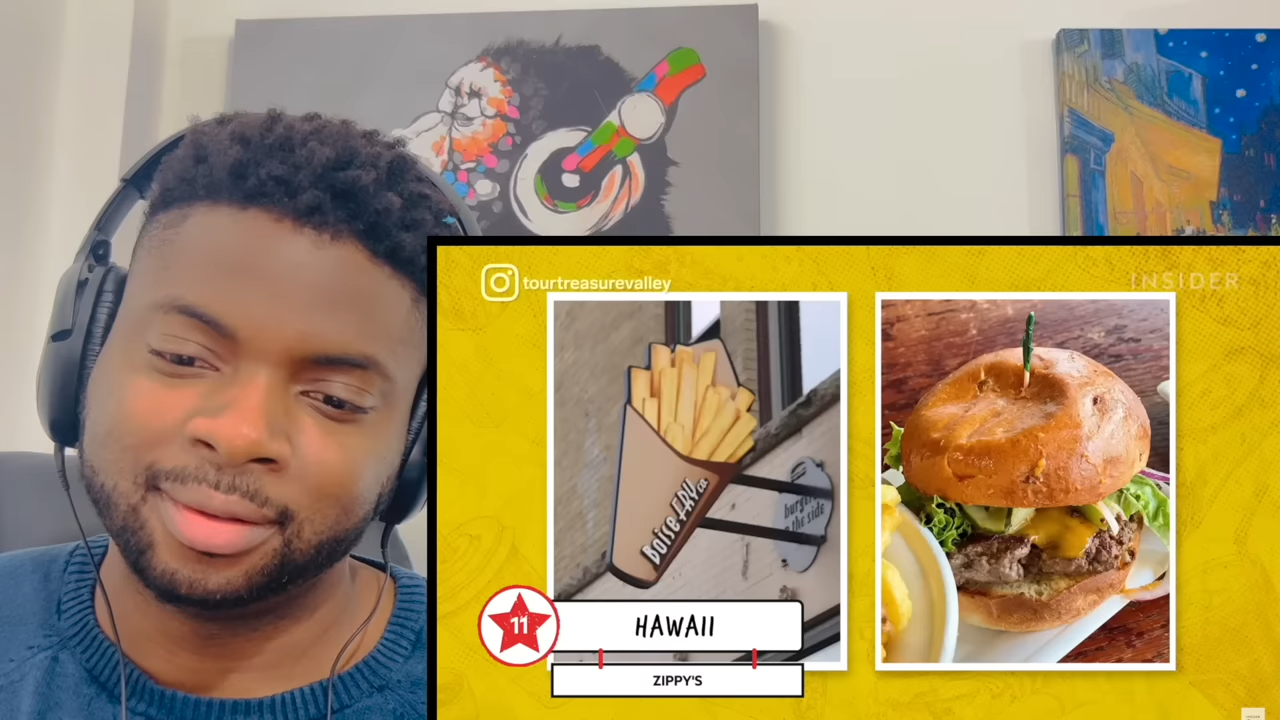 tourtreasurevalley
INSIDER
Boise FRY Co.
burgers
on the side
11
HAWAII
ZIPPY'S